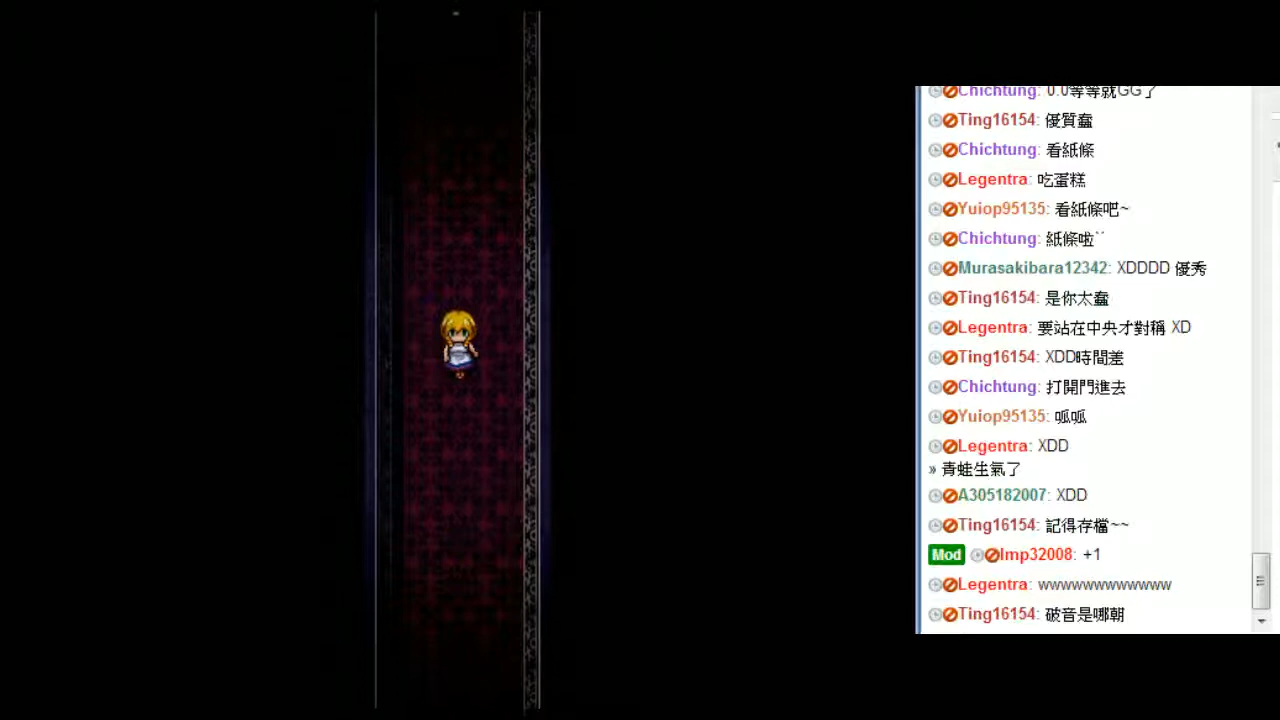 Chichtung: 0.0等等就GG了
Ting16154: 優質蠢
Chichtung: 看紙條
Legentra: 吃蛋糕
Yuiop95135: 看紙條吧~
Chichtung: 紙條啦``
Murasakibara12342: XDDDD 優秀
Ting16154: 是你太蠢
Legentra: 要站在中央才對稱 XD
Ting16154: XDD時間差
Chichtung: 打開門進去
Yuiop95135: 呱呱
Legentra: XDD
» 青蛙生氣了
A305182007: XDD
Ting16154: 記得存檔~~
Mod Imp32008: +1
Legentra: wwwwwwwwwwww
Ting16154: 破音是哪朝